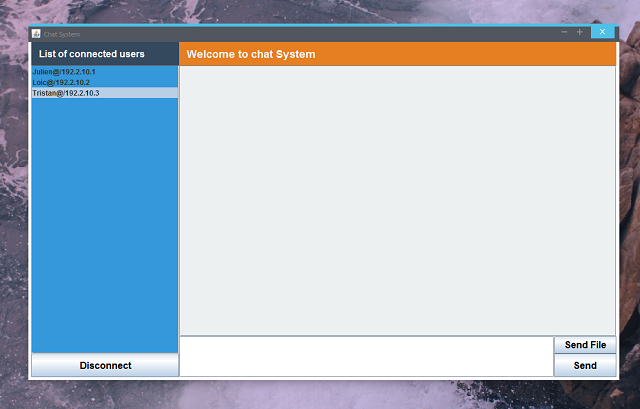 Chat System
List of connected users
Welcome to chat System
Julien@/192.2.10.1
Loic@/192.2.10.2
Tristan@/192.2.10.3
Send File
Disconnect
Send